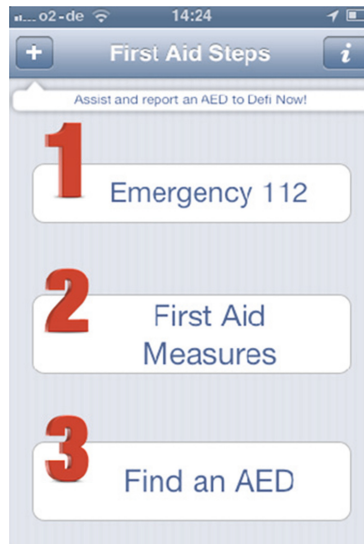 o2-de 14:24
+ First Aid Steps i
Assist and report an AED to Defi Now!
1
Emergency 112
2
First Aid
Measures
3
Find an AED